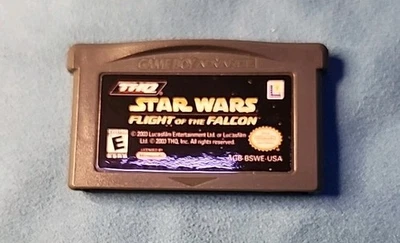 GAME BOY ADVANCE
THQ
STAR WARS
FLIGHT OF THE FALCON
© 2003 Lucasfilm Entertainment Ltd. or Lucasfilm
Ltd. © 2003 THQ, Inc. All rights reserved.
E
AGB-BSWE-USA